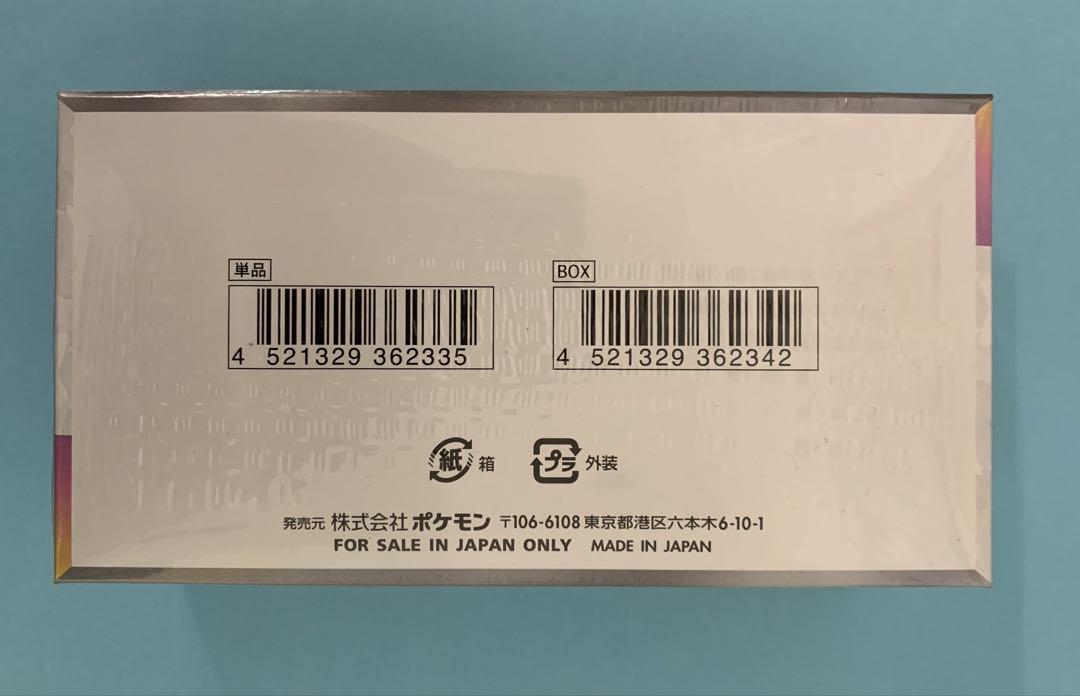 単品
BOX
4 521329 362335
4 521329 362342
紙 箱
プラ 外装
発売元 株式会社ポケモン 〒106-6108 東京都港区六本木6-10-1
FOR SALE IN JAPAN ONLY MADE IN JAPAN